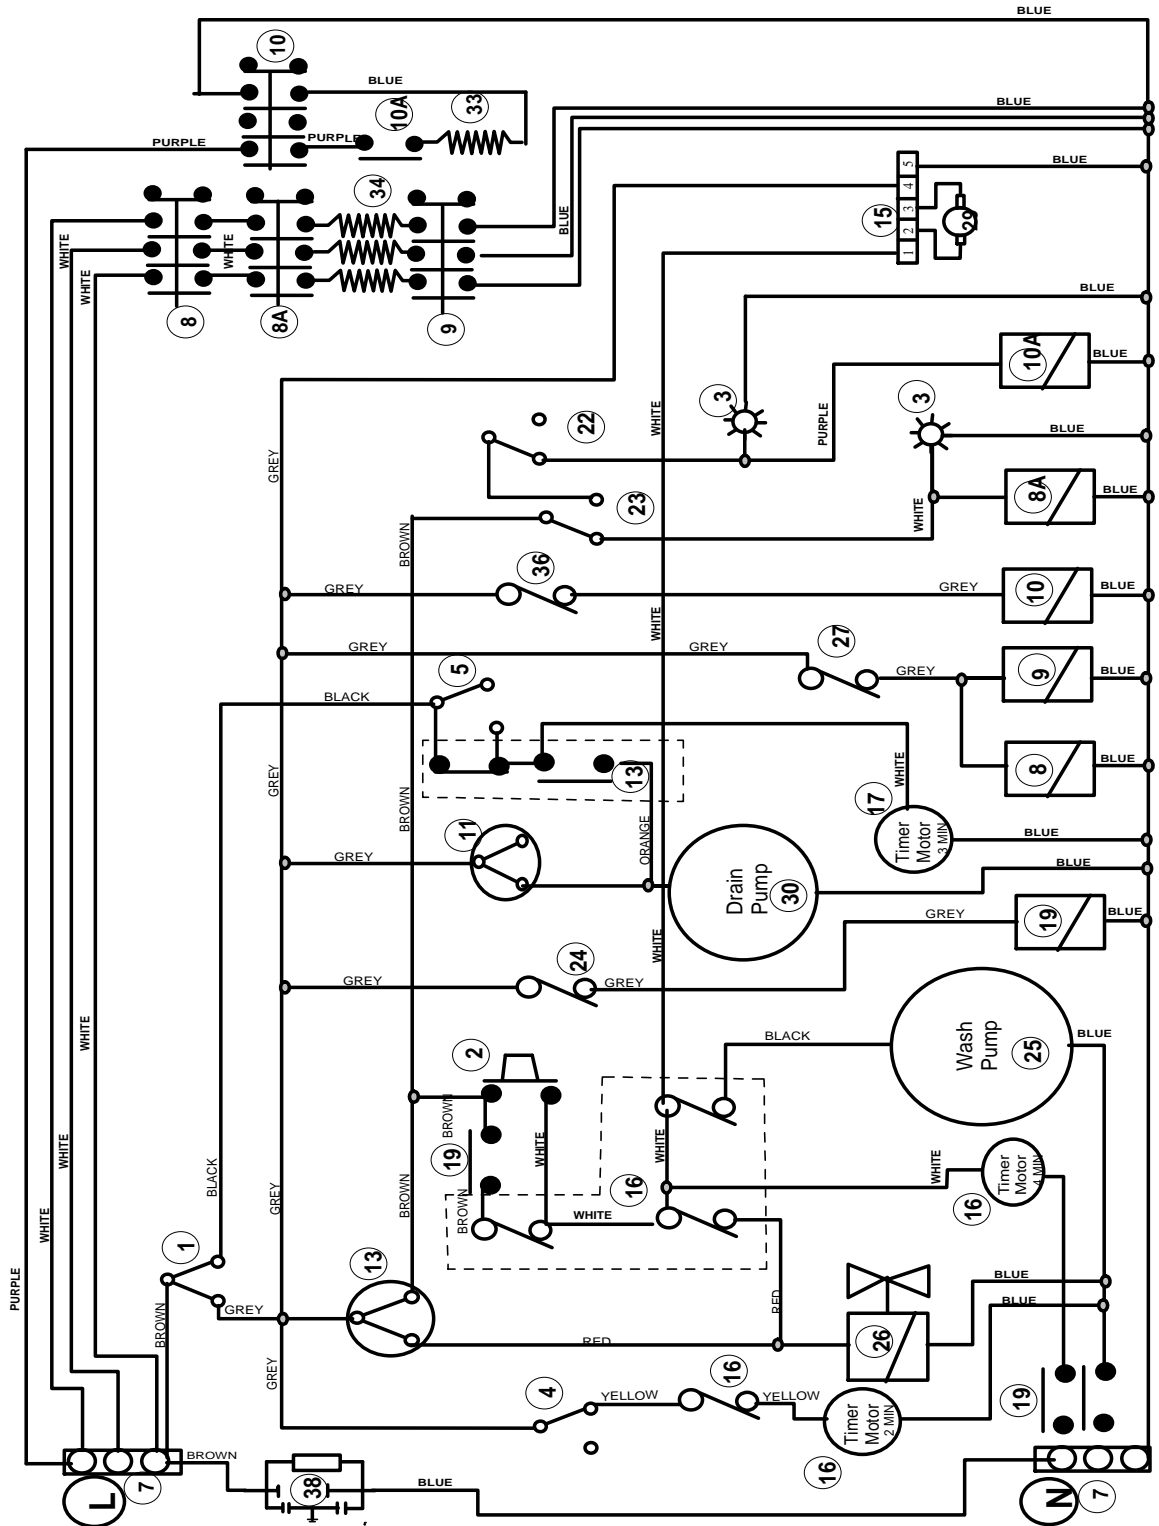 BLUE
10
BLUE
10A
33
PURPLE
PURPLE
BLUE
34
5
4
3
2
1
15
29
BLUE
WHITE
WHITE
BLUE
WHITE
8
8A
9
BLUE
10A
BLUE
3
3
WHITE
PURPLE
22
BLUE
GREY
23
8A
BLUE
WHITE
BROWN
36
GREY
GREY
10
BLUE
WHITE
27
GREY
GREY
GREY
9
BLUE
5
BLACK
8
BLUE
GREY
BROWN
13
WHITE
17
Timer
Motor
3 MIN
BLUE
11
GREY
ORANGE
Drain
Pump
30
BLUE
GREY
19
BLUE
WHITE
24
GREY
GREY
BLACK
Wash
Pump
25
BLUE
WHITE
2
BROWN
19
WHITE
WHITE
16
WHITE
Timer
Motor
4 MIN
16
WHITE
BLACK
GREY
BROWN
BROWN
WHITE
1
13
PURPLE
BROWN
GREY
RED
BLUE
BLUE
RED
26
GREY
4
YELLOW
16
YELLOW
Timer
Motor
2 MIN
16
19
L
7
BROWN
38
BLUE
N
7